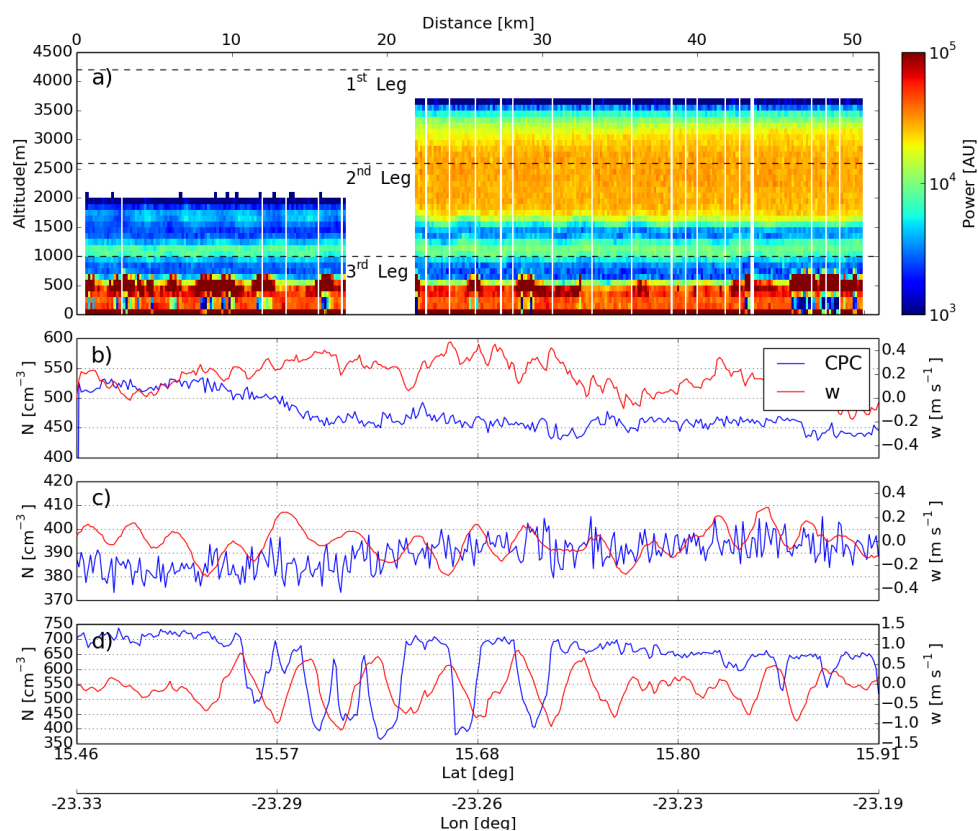 Distance [km]
0 10 20 30 40 50
4500
4000
3500
3000
2500
2000
1500
1000
500
0
Altitude[m]
a)
1st Leg
2nd Leg
3rd Leg
10^5
10^4
10^3
Power [AU]
600
550
500
450
400
N [cm^-3]
b)
CPC
w
0.4
0.2
0.0
−0.2
−0.4
w [m s^-1]
420
410
400
390
380
370
N [cm^-3]
c)
0.4
0.2
0.0
−0.2
−0.4
w [m s^-1]
750
700
650
600
550
500
450
400
350
N [cm^-3]
d)
1.5
1.0
0.5
0.0
−0.5
−1.0
−1.5
w [m s^-1]
15.46 15.57 15.68 15.80 15.91
Lat [deg]
-23.33 -23.29 -23.26 -23.23 -23.19
Lon [deg]